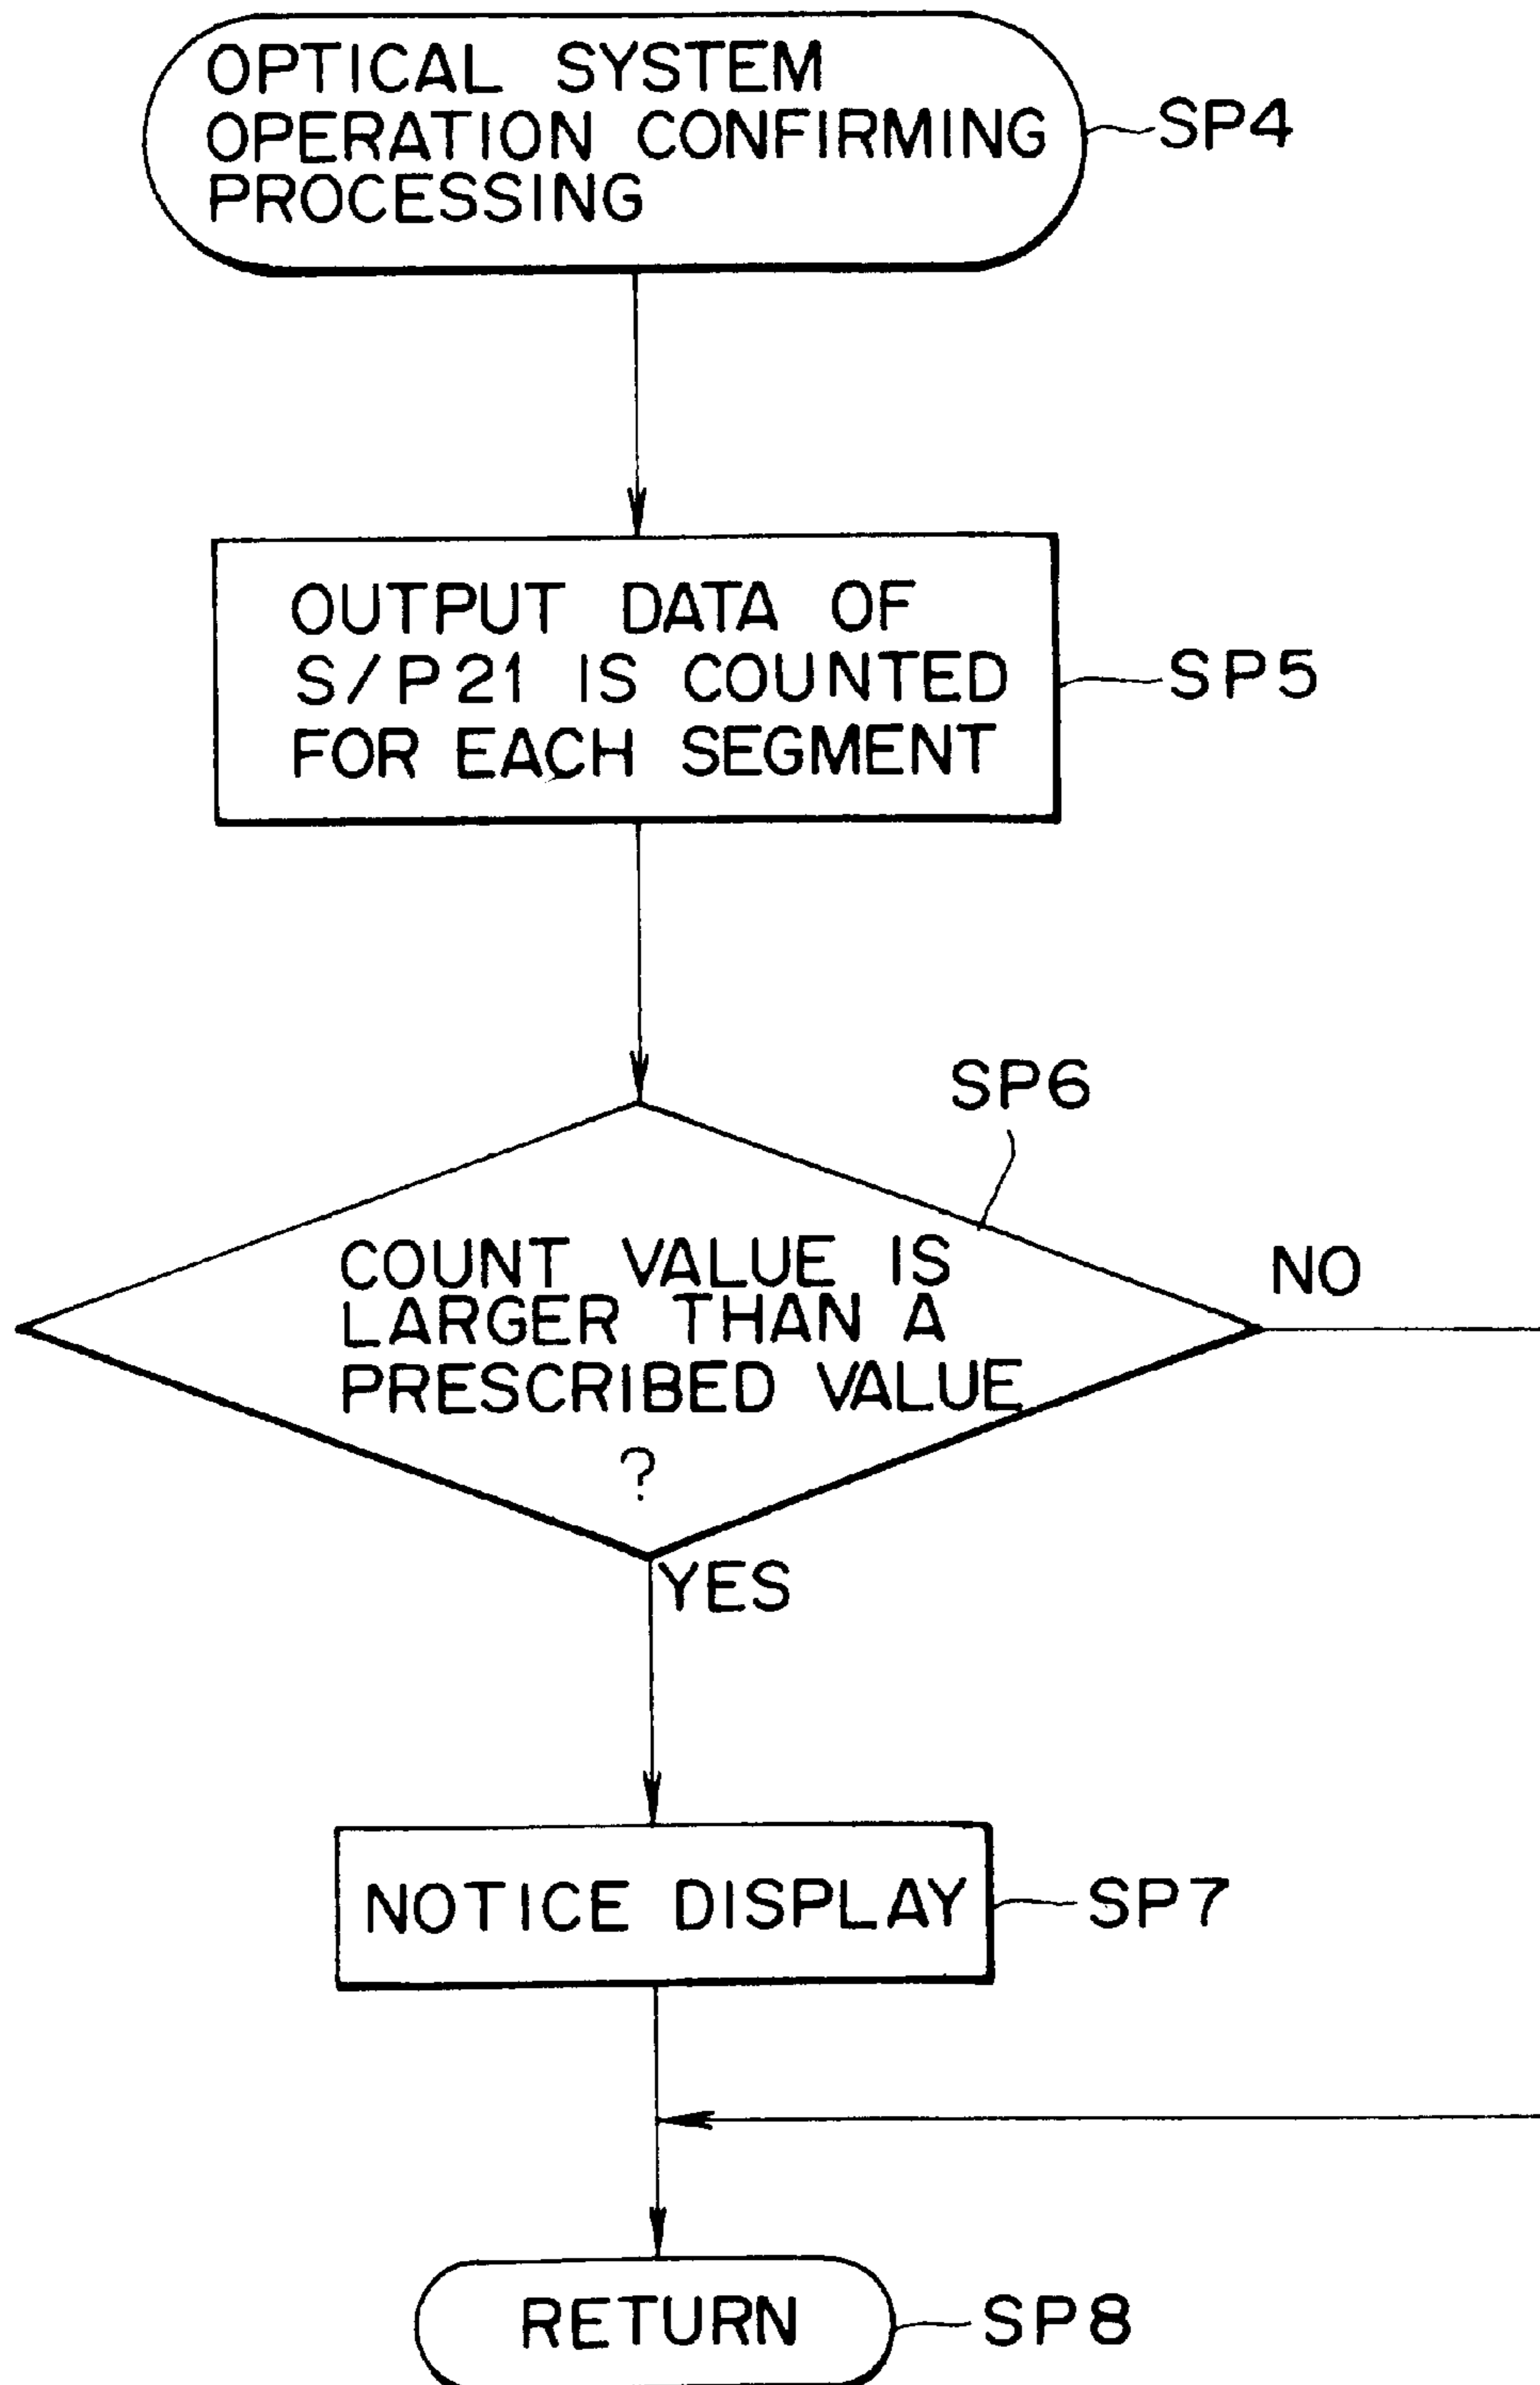 OPTICAL SYSTEM
OPERATION CONFIRMING
PROCESSING
SP4
OUTPUT DATA OF
S/P21 IS COUNTED
FOR EACH SEGMENT
SP5
SP6
COUNT VALUE IS
LARGER THAN A
PRESCRIBED VALUE
?
NO
YES
NOTICE DISPLAY
SP7
RETURN
SP8